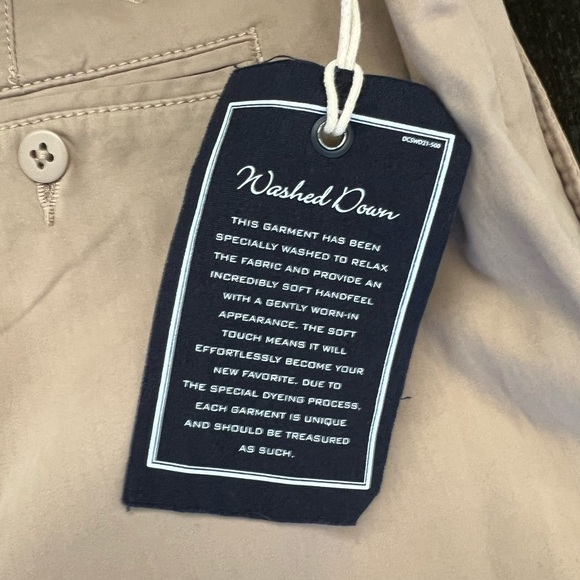 DCSWD21-500
Washed Down
THIS GARMENT HAS BEEN
SPECIALLY WASHED TO RELAX
THE FABRIC AND PROVIDE AN
INCREDIBLY SOFT HANDFEEL
WITH A GENTLY WORN-IN
APPEARANCE. THE SOFT
TOUCH MEANS IT WILL
EFFORTLESSLY BECOME YOUR
NEW FAVORITE. DUE TO
THE SPECIAL DYEING PROCESS,
EACH GARMENT IS UNIQUE
AND SHOULD BE TREASURED
AS SUCH.